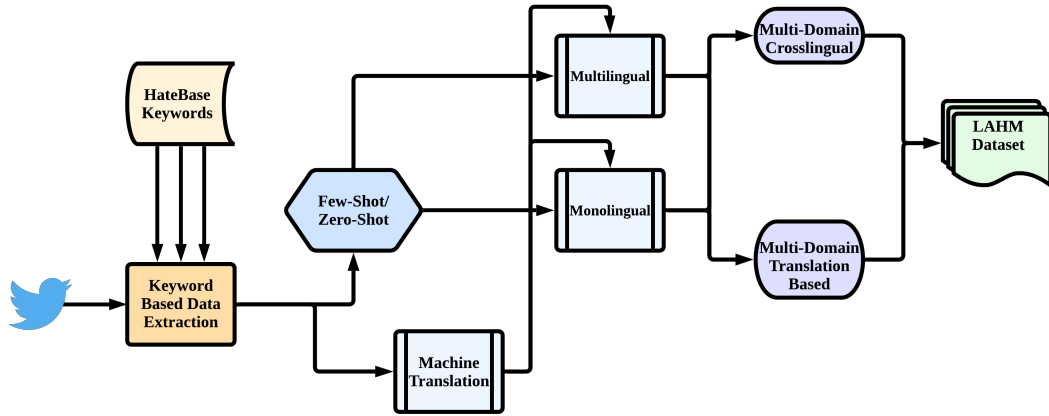 HateBase
Keywords
Keyword
Based Data
Extraction
Few-Shot/
Zero-Shot
Machine
Translation
Multilingual
Monolingual
Multi-Domain
Crosslingual
Multi-Domain
Translation
Based
LAHM
Dataset